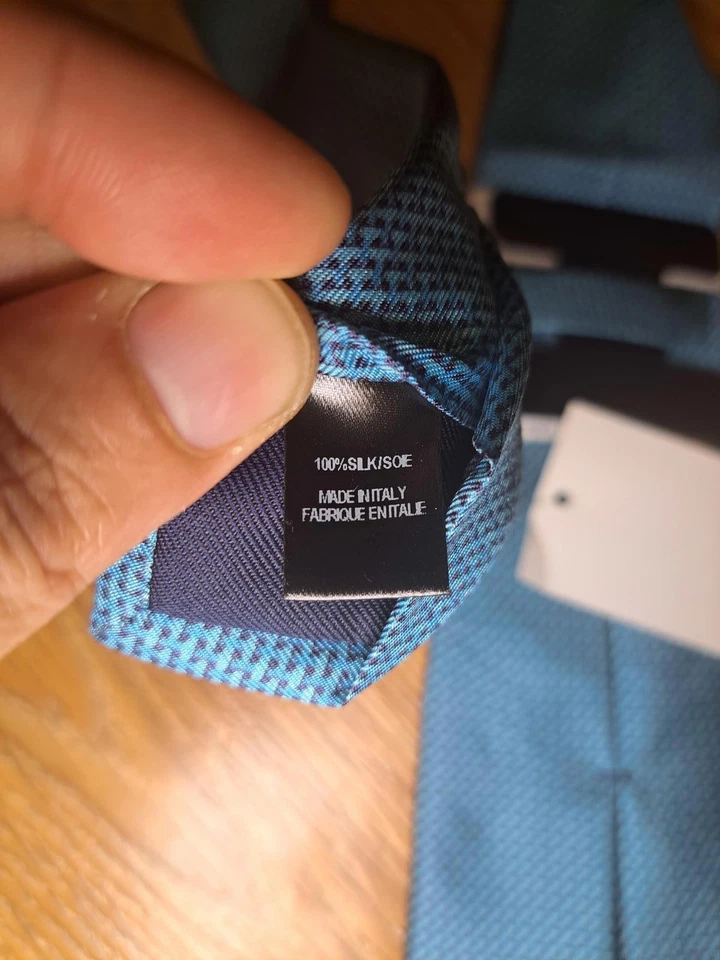 100%SILK/SOIE
MADE IN ITALY
FABRIQUE EN ITALIE